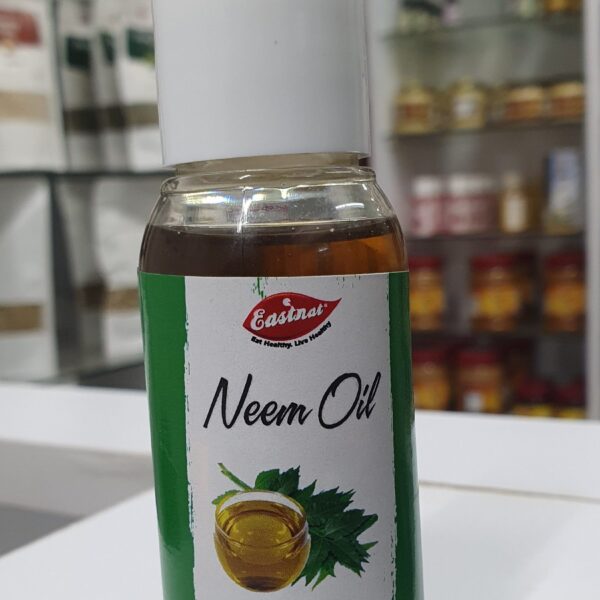 Eastnat®
Eat Healthy. Live Healthy
Neem Oil